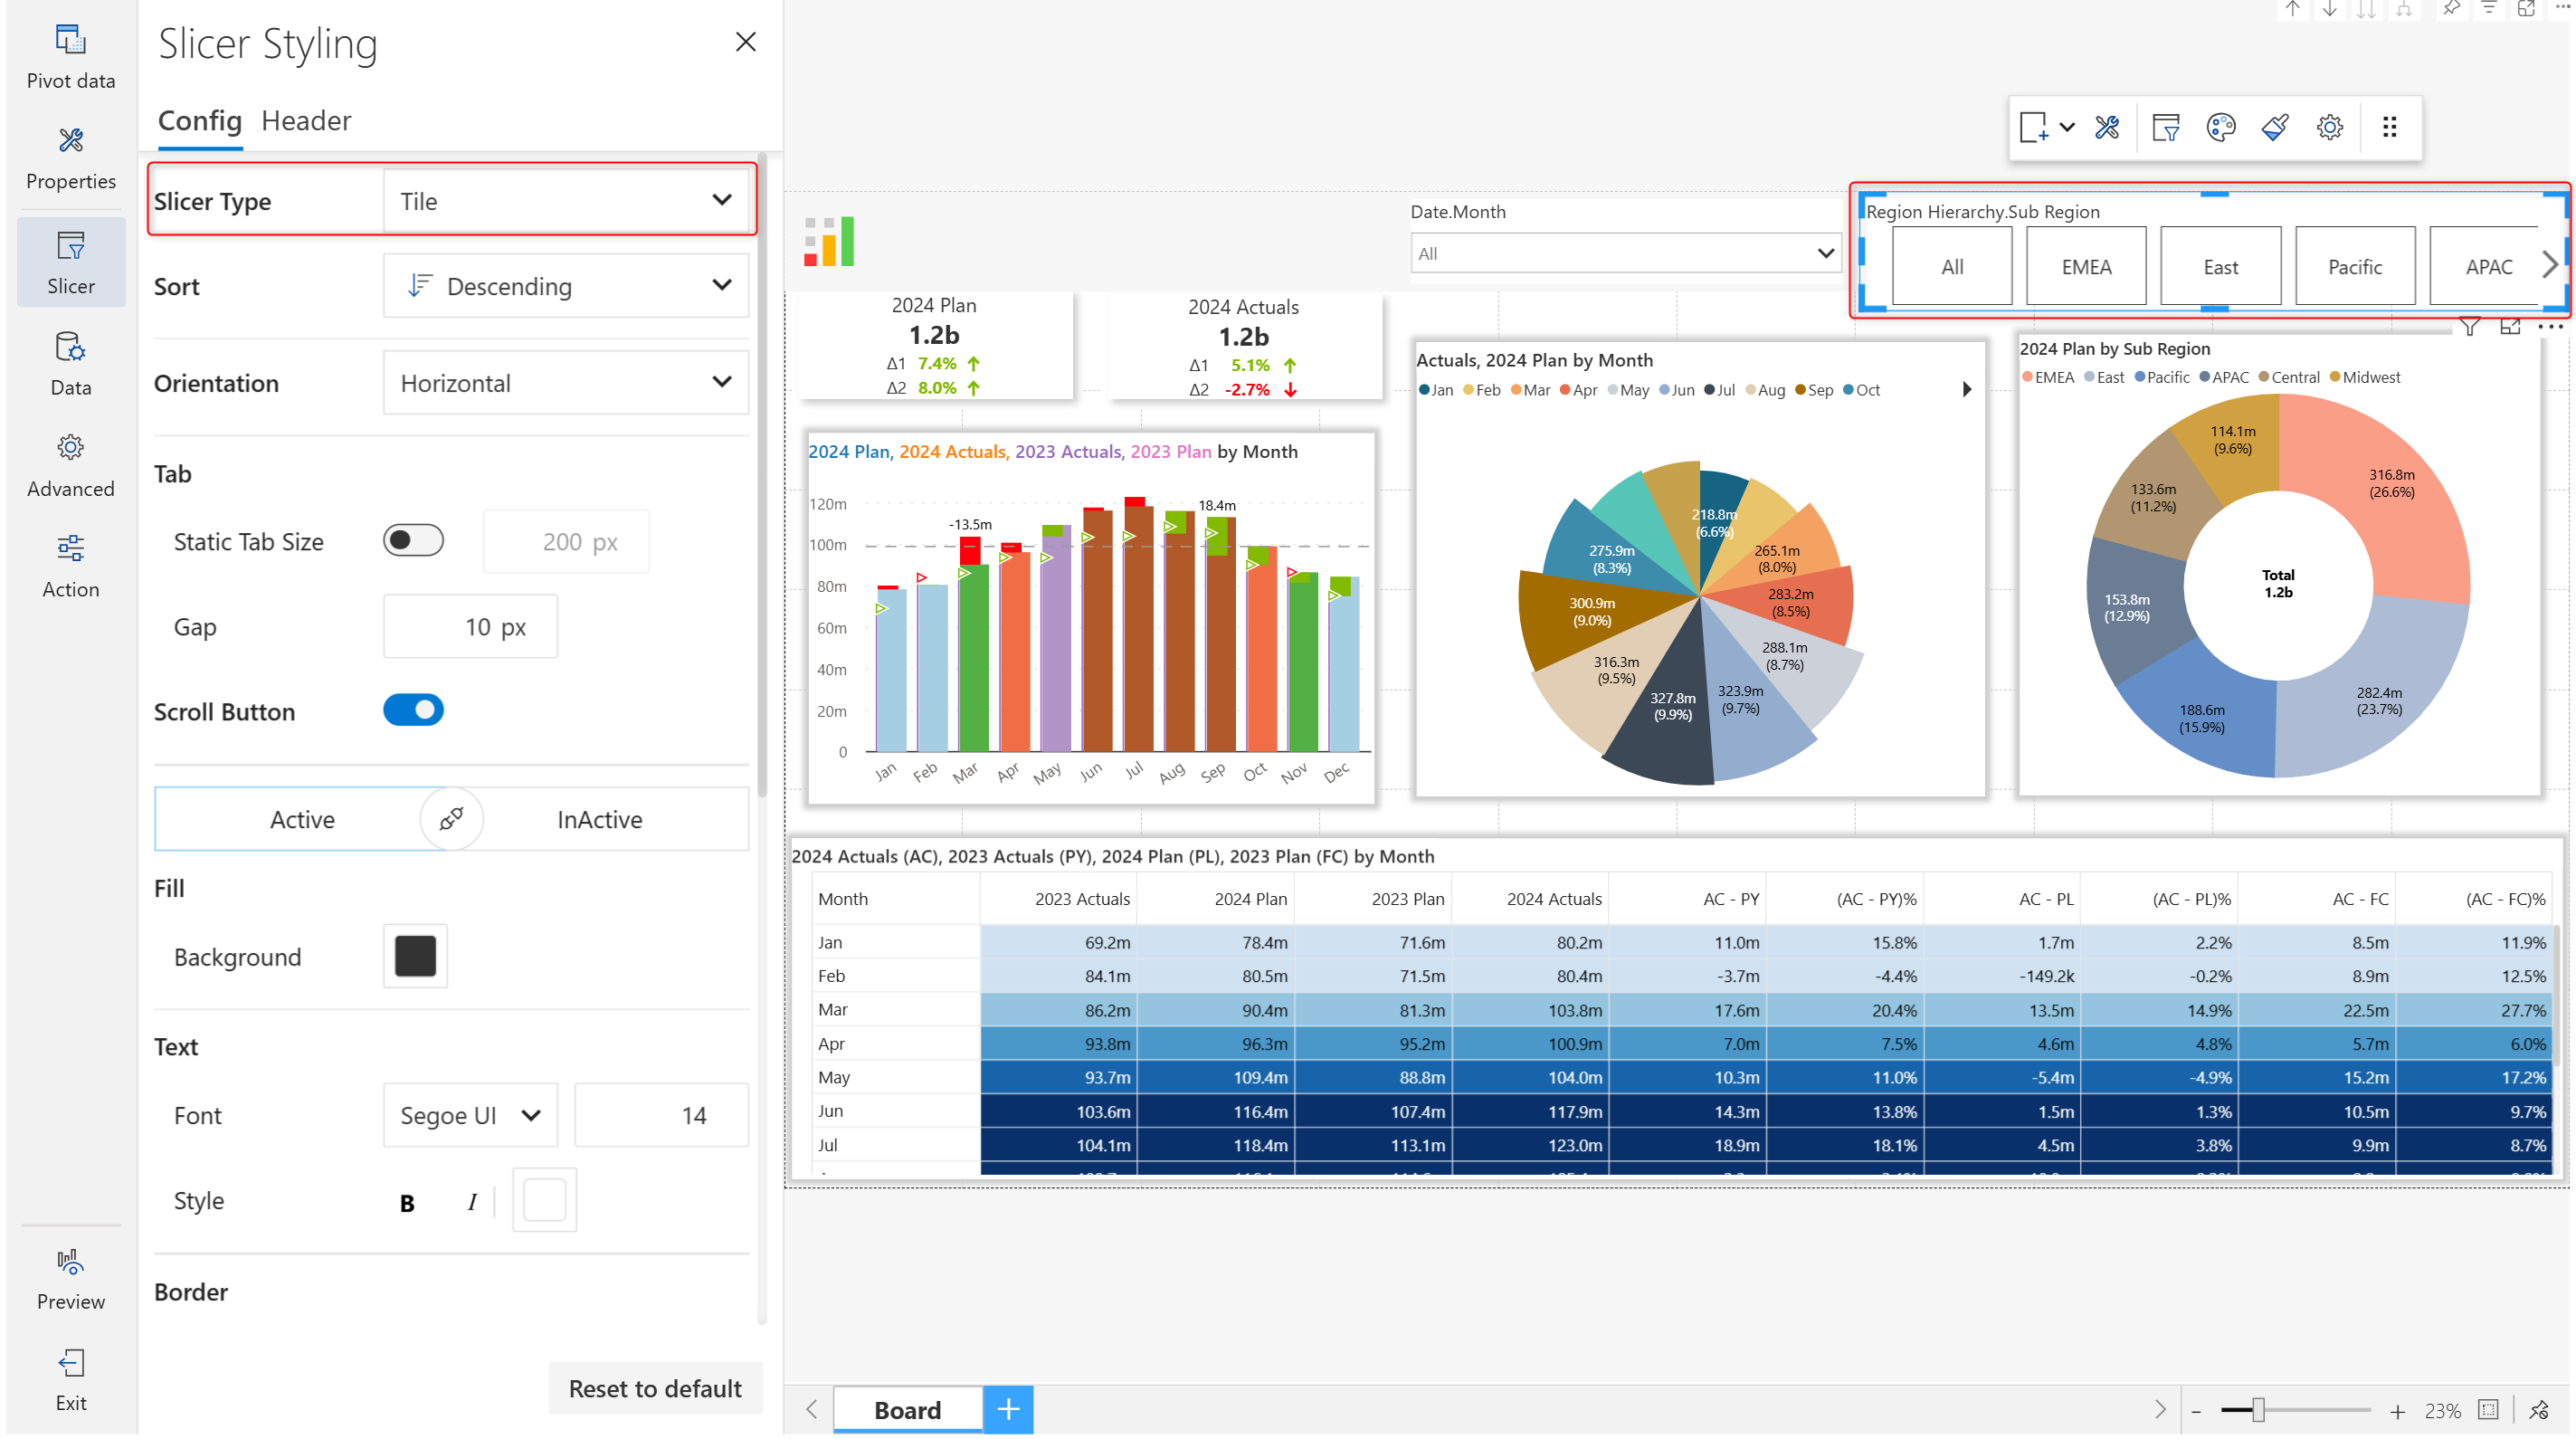 Pivot data
Properties
Slicer
Data
Advanced
Action
Preview
Exit
Slicer Styling
Config Header
Slicer Type Tile
Sort Descending
Orientation Horizontal
Tab
Static Tab Size 200 px
Gap 10 px
Scroll Button
Active InActive
Fill
Background
Text
Font Segoe UI 14
Style B I
Border
Reset to default
Date.Month
All
Region Hierarchy.Sub Region
All EMEA East Pacific APAC
2024 Plan
1.2b
Δ1 7.4%
Δ2 8.0%
2024 Actuals
1.2b
Δ1 5.1%
Δ2 -2.7%
2024 Plan, 2024 Actuals, 2023 Actuals, 2023 Plan by Month
120m
100m
80m
60m
40m
20m
0
-13.5m
18.4m
Jan Feb Mar Apr May Jun Jul Aug Sep Oct Nov Dec
Actuals, 2024 Plan by Month
Jan Feb Mar Apr May Jun Jul Aug Sep Oct
218.8m
(6.6%)
265.1m
(8.0%)
283.2m
(8.5%)
288.1m
(8.7%)
323.9m
(9.7%)
327.8m
(9.9%)
316.3m
(9.5%)
300.9m
(9.0%)
275.9m
(8.3%)
2024 Plan by Sub Region
EMEA East Pacific APAC Central Midwest
316.8m
(26.6%)
282.4m
(23.7%)
188.6m
(15.9%)
153.8m
(12.9%)
133.6m
(11.2%)
114.1m
(9.6%)
Total
1.2b
2024 Actuals (AC), 2023 Actuals (PY), 2024 Plan (PL), 2023 Plan (FC) by Month
Month 2023 Actuals 2024 Plan 2023 Plan 2024 Actuals AC - PY (AC - PY)% AC - PL (AC - PL)% AC - FC (AC - FC)%
Jan 69.2m 78.4m 71.6m 80.2m 11.0m 15.8% 1.7m 2.2% 8.5m 11.9%
Feb 84.1m 80.5m 71.5m 80.4m -3.7m -4.4% -149.2k -0.2% 8.9m 12.5%
Mar 86.2m 90.4m 81.3m 103.8m 17.6m 20.4% 13.5m 14.9% 22.5m 27.7%
Apr 93.8m 96.3m 95.2m 100.9m 7.0m 7.5% 4.6m 4.8% 5.7m 6.0%
May 93.7m 109.4m 88.8m 104.0m 10.3m 11.0% -5.4m -4.9% 15.2m 17.2%
Jun 103.6m 116.4m 107.4m 117.9m 14.3m 13.8% 1.5m 1.3% 10.5m 9.7%
Jul 104.1m 118.4m 113.1m 123.0m 18.9m 18.1% 4.5m 3.8% 9.9m 8.7%
Board
23%